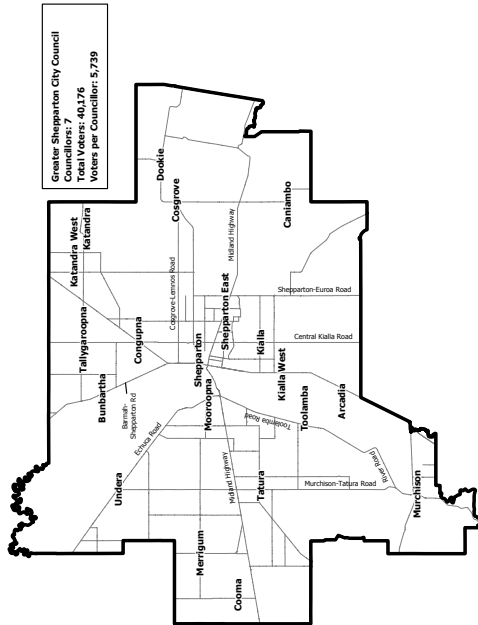 Greater Shepparton City Council
Councillors: 7
Total Voters: 40,176
Voters per Councillor: 5,739
Dookie
Cosgrove
Caniambo
Katandra West
Katandra
Midland Highway
Cosgrove-Lemnos Road
Shepparton East
Shepparton-Euroa Road
Tallygaroopna
Congupna
Shepparton
Kialla
Central Kialla Road
Bunbartha
Barmah-
Shepparton Rd
Mooroopna
Kialla West
Echuca Road
Toolamba Road
Toolamba
Arcadia
Undera
Midland Highway
Tatura
Murchison-Tatura Road
River Road
Murchison
Merrigum
Cooma